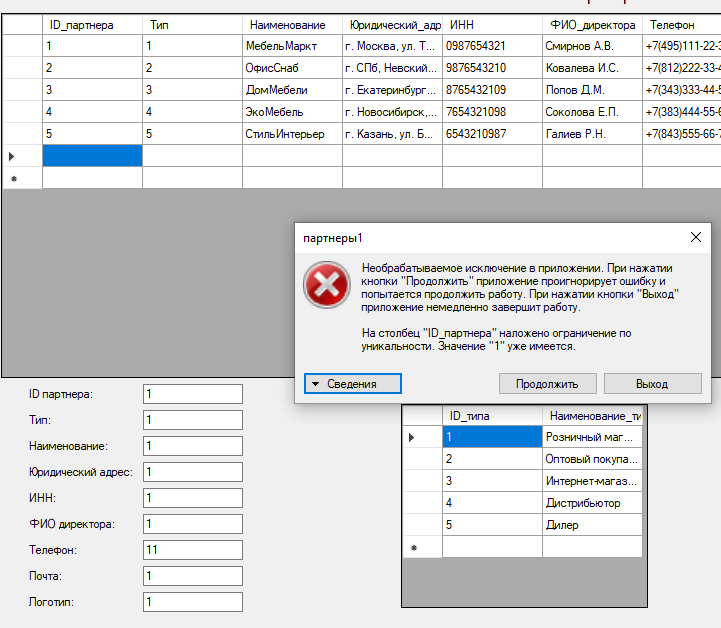 ID_партнера Тип Наименование Юридический_адр ИНН ФИО_директора Телефон
1 1 МебельМаркт г. Москва, ул. Т... 0987654321 Смирнов А.В. +7(495)111-22-3
2 2 ОфисСнаб г. СПб, Невский... 9876543210 Ковалева И.С. +7(812)222-33-4
3 3 ДомМебели г. Екатеринбург... 8765432109 Попов Д.М. +7(343)333-44-5
4 4 ЭкоМебель г. Новосибирск,... 7654321098 Соколова Е.П. +7(383)444-55-6
5 5 СтильИнтерьер г. Казань, ул. Б... 6543210987 Галиев Р.Н. +7(843)555-66-7
партнеры1
Необрабатываемое исключение в приложении. При нажатии
кнопки "Продолжить" приложение проигнорирует ошибку и
попытается продолжить работу. При нажатии кнопки "Выход"
приложение немедленно завершит работу.
На столбец "ID_партнера" наложено ограничение по
уникальности. Значение "1" уже имеется.
Сведения Продолжить Выход
ID партнера: 1
Тип: 1
Наименование: 1
Юридический адрес: 1
ИНН: 1
ФИО директора: 1
Телефон: 11
Почта: 1
Логотип: 1
ID_типа Наименование_ти
1 Розничный маг...
2 Оптовый покупа...
3 Интернет-магаз...
4 Дистрибьютор
5 Дилер